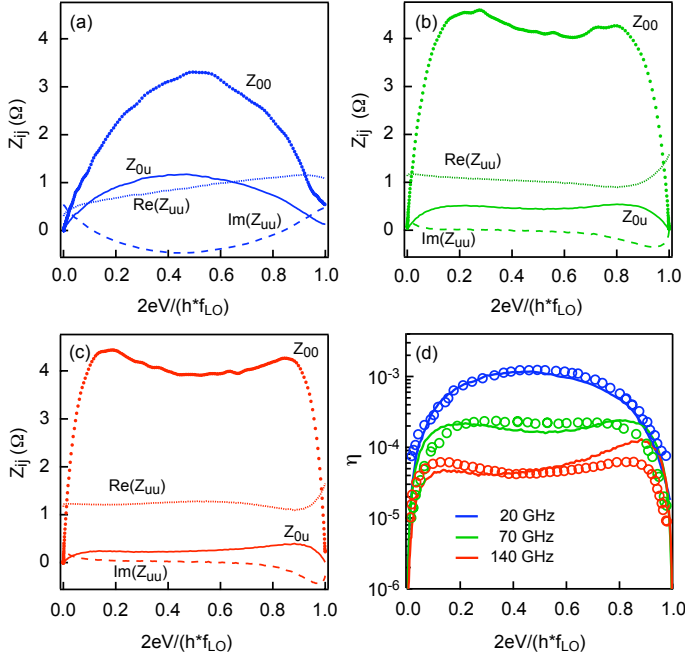 (a)
Z00
Z0u
Re(Zuu)
Im(Zuu)
Zij (Ω)
4
3
2
1
0
0.0 0.2 0.4 0.6 0.8 1.0
2eV/(h*fLO)
(b)
Z00
Re(Zuu)
Z0u
Im(Zuu)
Zij (Ω)
4
3
2
1
0
0.0 0.2 0.4 0.6 0.8 1.0
2eV/(h*fLO)
(c)
Z00
Re(Zuu)
Z0u
Im(Zuu)
Zij (Ω)
4
3
2
1
0
0.0 0.2 0.4 0.6 0.8 1.0
2eV/(h*fLO)
(d)
η
10-3
10-4
10-5
10-6
20 GHz
70 GHz
140 GHz
0.0 0.2 0.4 0.6 0.8 1.0
2eV/(h*fLO)